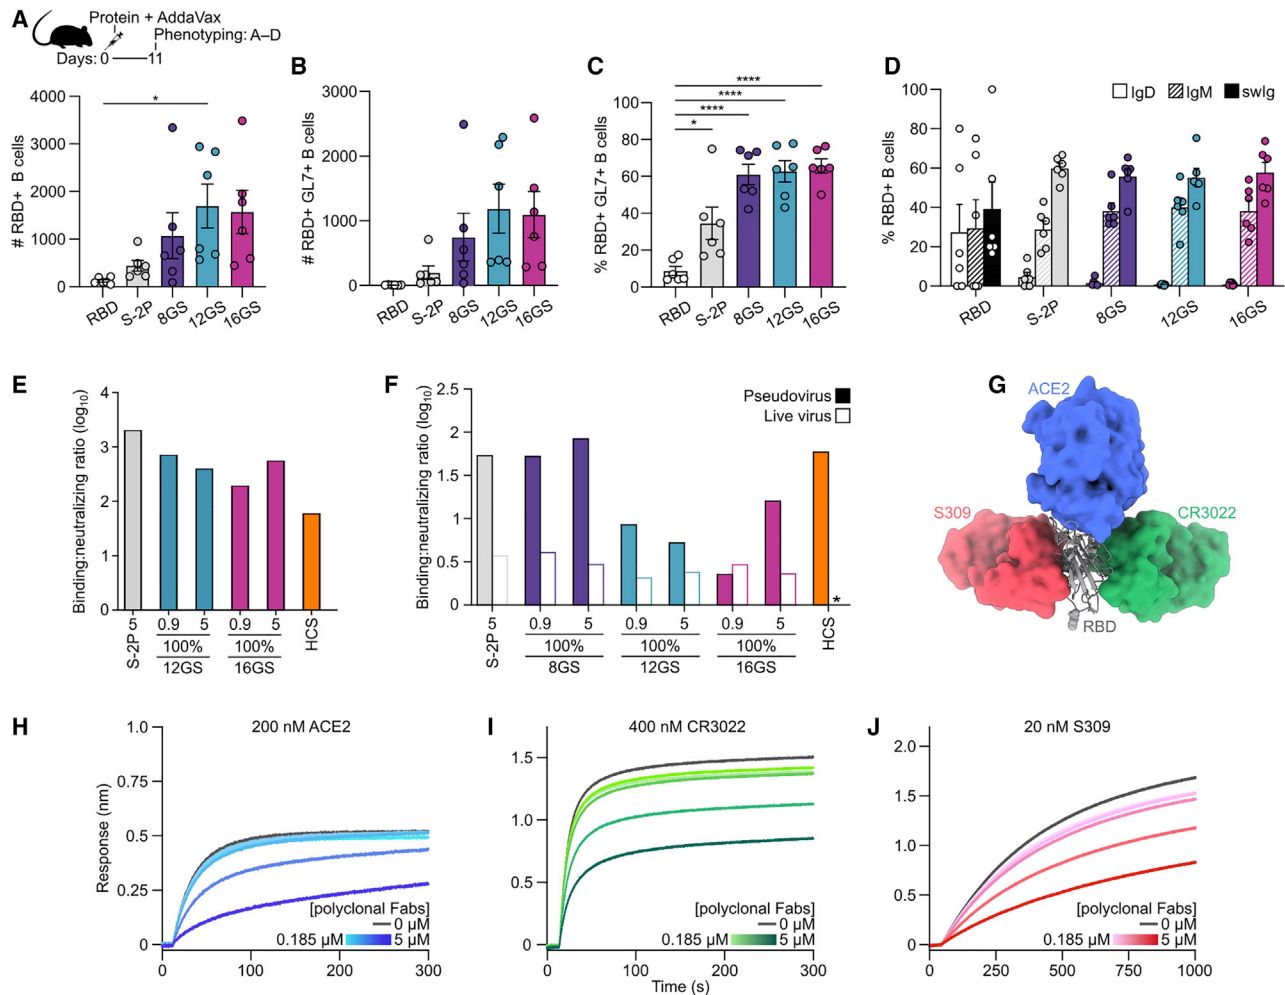 A
Protein + AddaVax
Phenotyping: A–D
Days: 0
11
# RBD+ B cells
4000
3000
2000
1000
0
*
RBD
S-2P
8GS
12GS
16GS
B
# RBD+ GL7+ B cells
3000
2000
1000
0
RBD
S-2P
8GS
12GS
16GS
C
% RBD+ GL7+ B cells
100
80
60
40
20
0
****
****
****
*
RBD
S-2P
8GS
12GS
16GS
D
% RBD+ B cells
100
80
60
40
20
0
IgD
IgM
swIg
RBD
S-2P
8GS
12GS
16GS
E
Binding:neutralizing ratio (log10)
4
3
2
1
0
5
0.9
5
0.9
5
S-2P
100%
100%
12GS
16GS
HCS
F
Binding:neutralizing ratio (log10)
2.5
2
1.5
1
0.5
0
Pseudovirus
Live virus
*
5
0.9
5
0.9
5
0.9
5
S-2P
100%
100%
100%
8GS
12GS
16GS
HCS
G
ACE2
S309
CR3022
RBD
H
200 nM ACE2
Response (nm)
1.0
0.75
0.5
0.25
0
[polyclonal Fabs]
0 µM
0.185 µM
5 µM
0
100
200
300
I
400 nM CR3022
1.5
1.0
0.5
0
[polyclonal Fabs]
0 µM
0.185 µM
5 µM
0
100
200
300
Time (s)
J
20 nM S309
2.0
1.5
1.0
0.5
0
[polyclonal Fabs]
0 µM
0.185 µM
5 µM
0
250
500
750
1000